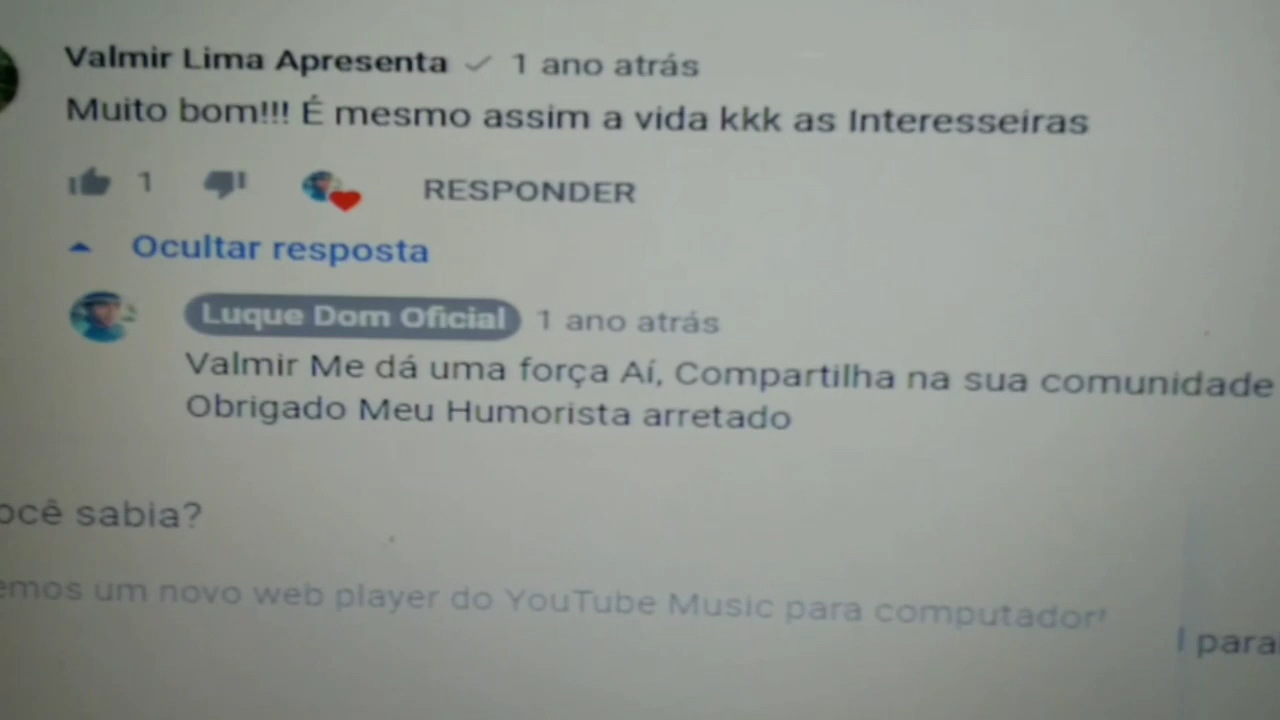 Valmir Lima Apresenta ✓ 1 ano atrás
Muito bom!!! É mesmo assim a vida kkk as Interesseiras
1 RESPONDER
Ocultar resposta
Luque Dom Oficial 1 ano atrás
Valmir Me dá uma força Aí, Compartilha na sua comunidade
Obrigado Meu Humorista arretado
ocê sabia?
emos um novo web player do YouTube Music para computador!
para